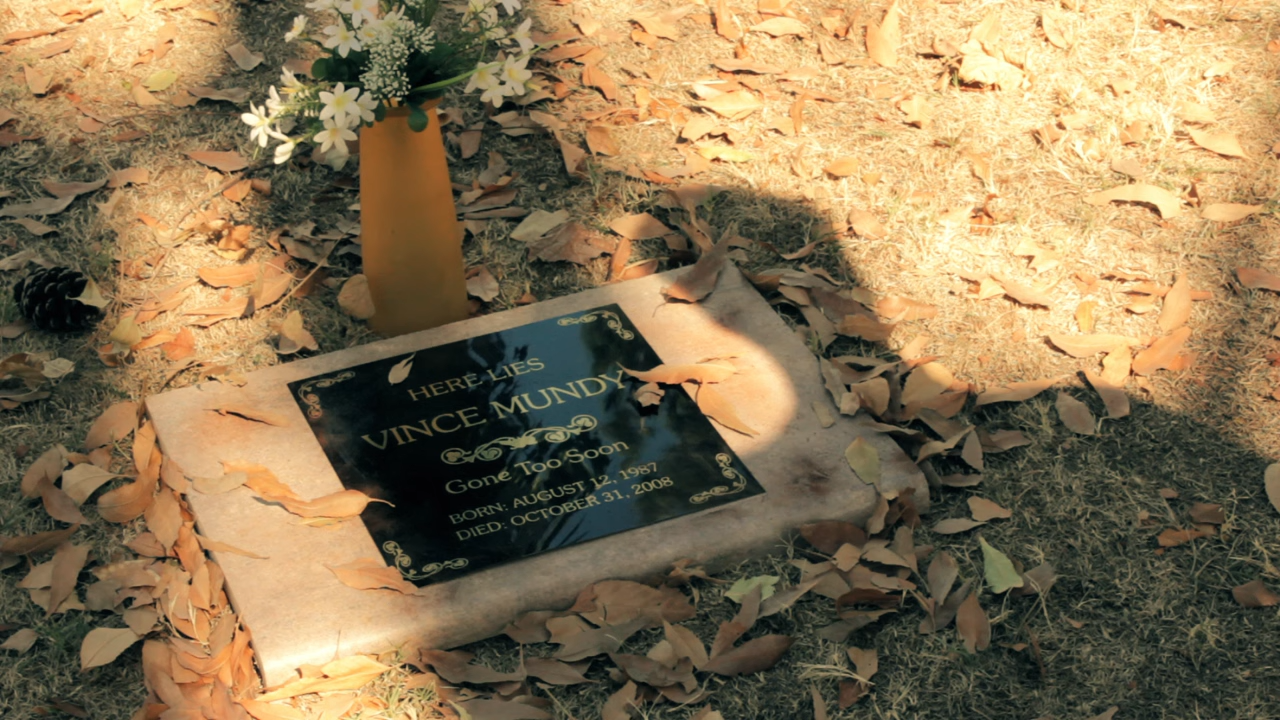 HERE LIES
VINCE MUNDY
Gone Too Soon
BORN: AUGUST 12, 1987
DIED: OCTOBER 31, 2008